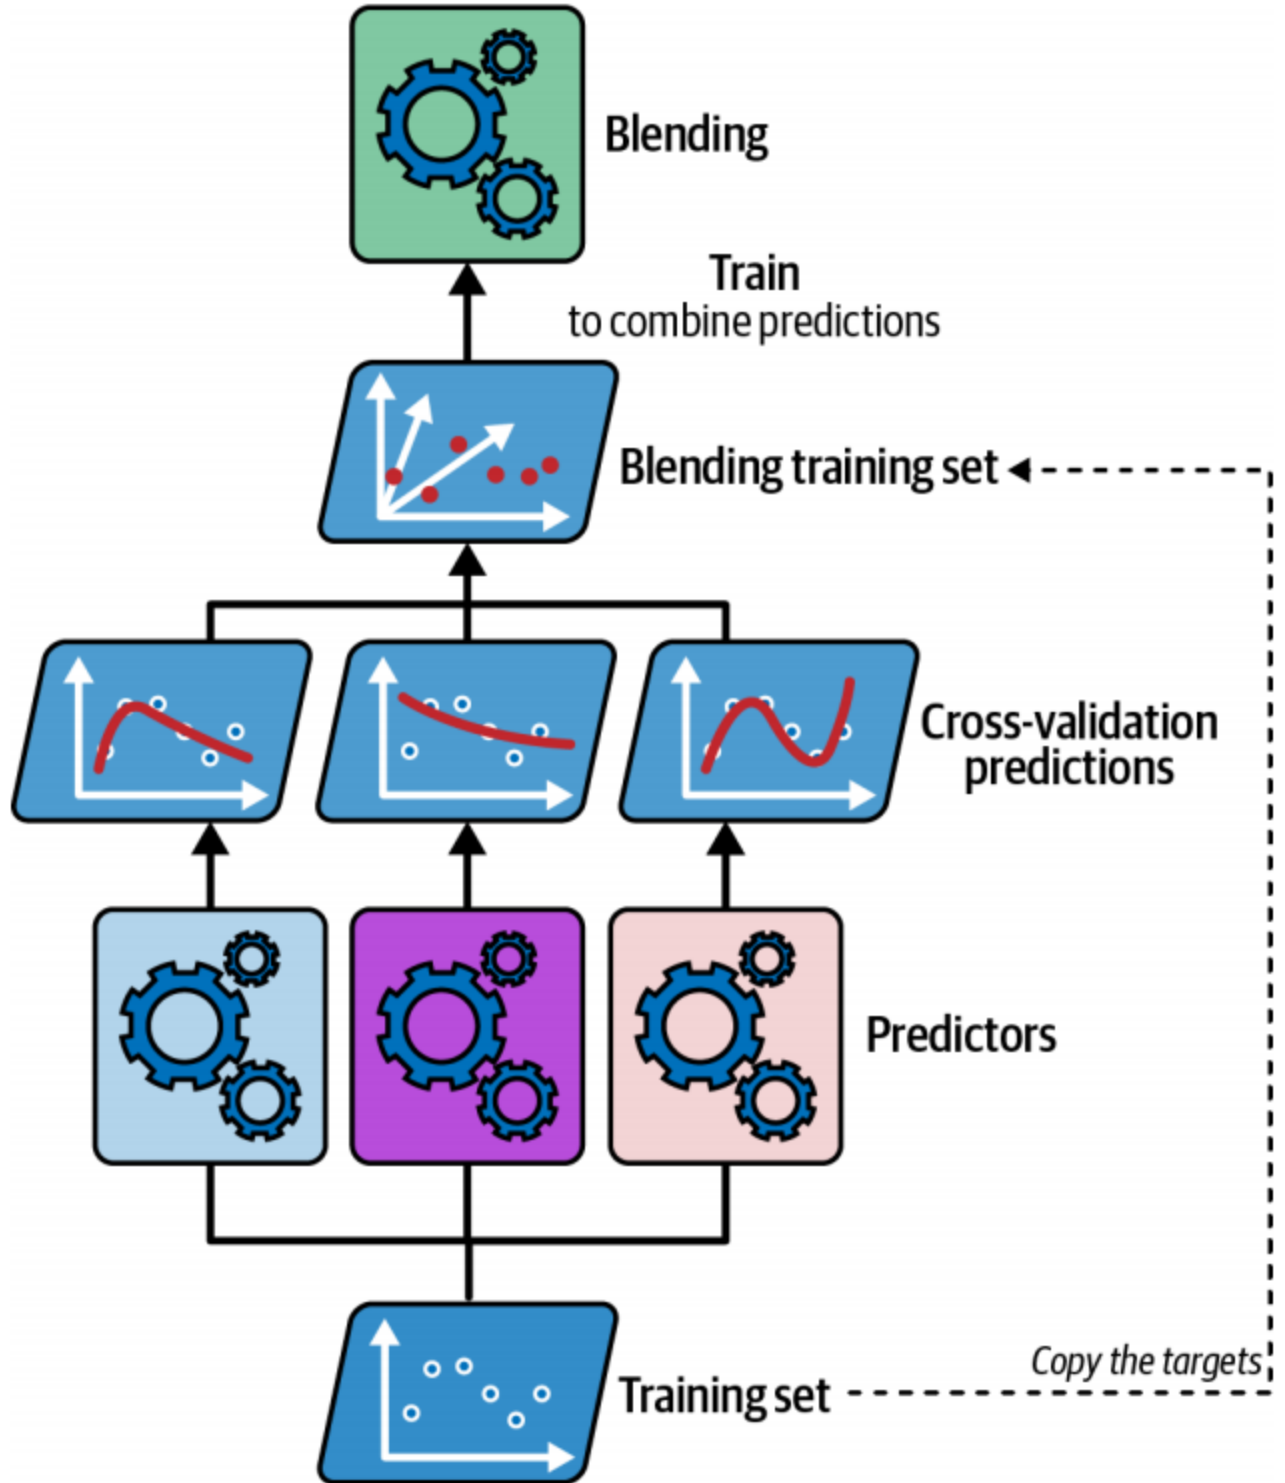 Blending
Train
to combine predictions
Blending training set
Cross-validation
predictions
Predictors
Copy the targets
Training set